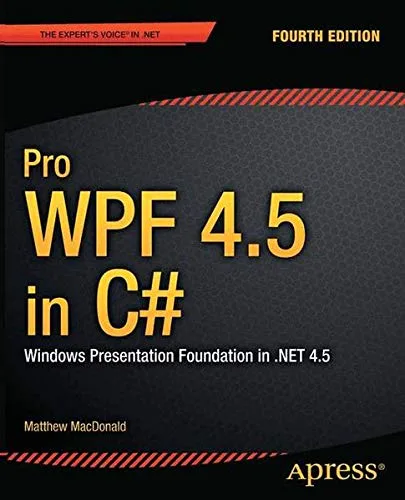 THE EXPERT'S VOICE® IN .NET
FOURTH EDITION
Pro
WPF 4.5
in C#
Windows Presentation Foundation in .NET 4.5
Matthew MacDonald
Apress®